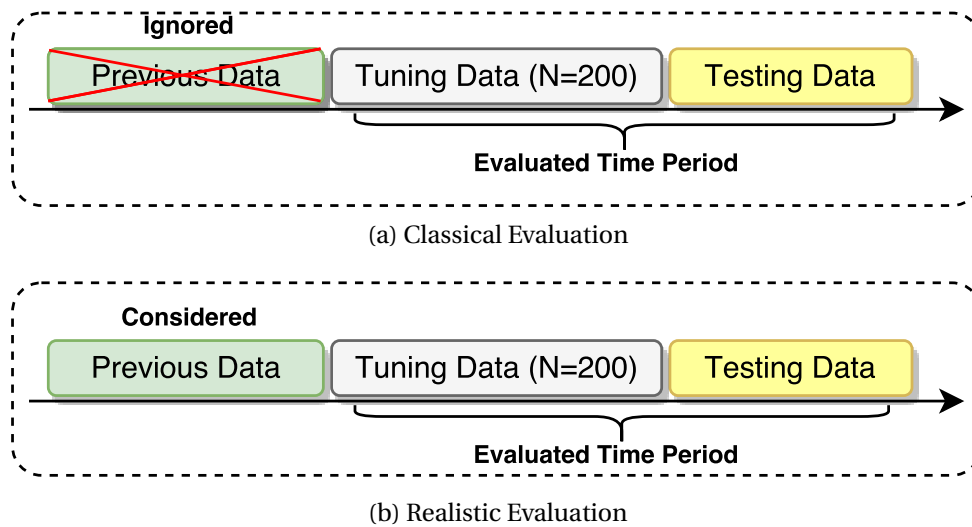 Ignored
Previous Data
Tuning Data (N=200)
Testing Data
Evaluated Time Period
(a) Classical Evaluation
Considered
Previous Data
Tuning Data (N=200)
Testing Data
Evaluated Time Period
(b) Realistic Evaluation